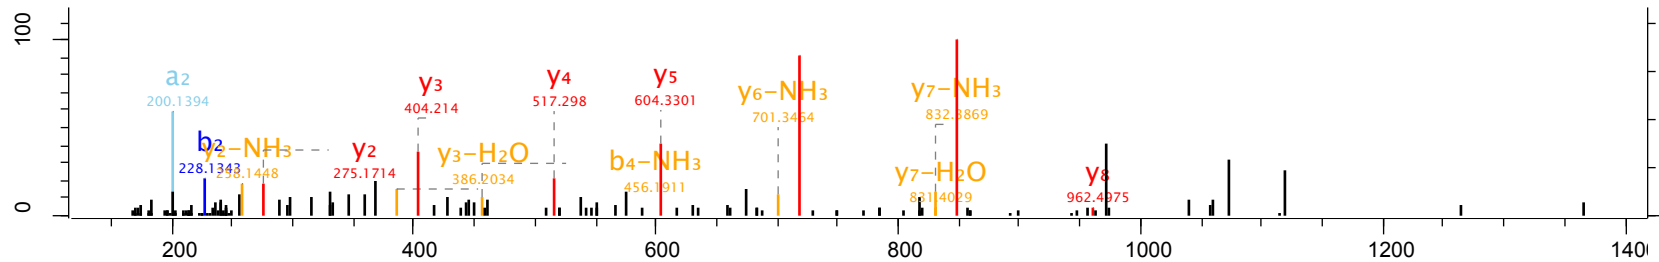 100
0
a2
200.1394
b2
228.1343
y2-NH3
258.1448
y2
275.1714
y3
404.214
y3-H2O
386.2034
y4
517.298
b4-NH3
456.1911
y5
604.3301
y6-NH3
701.3464
y7-NH3
832.3869
y7-H2O
831.4029
y8
962.4975
200
400
600
800
1000
1200
1400